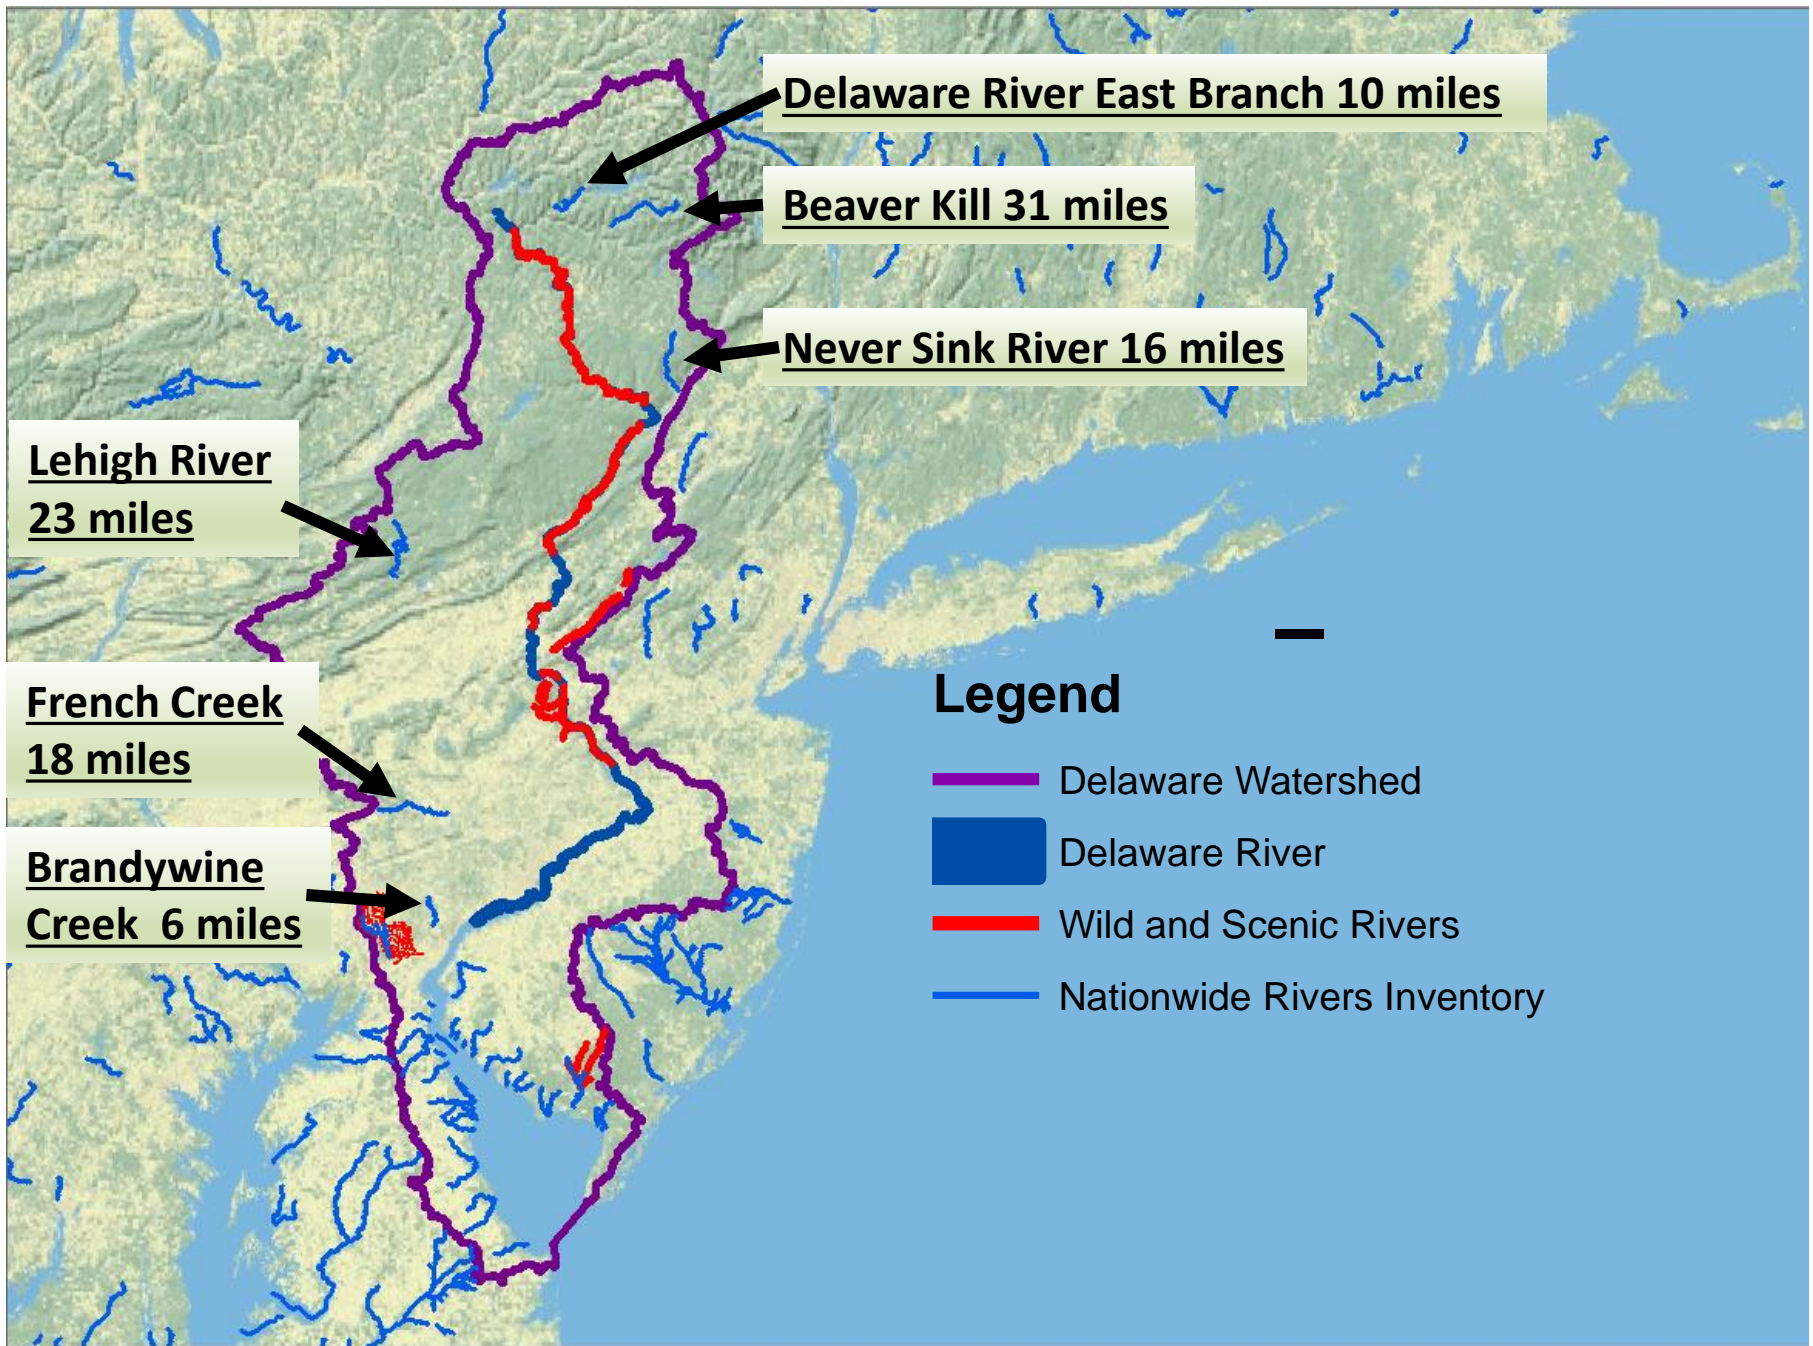 Delaware River East Branch 10 miles
Beaver Kill 31 miles
Never Sink River 16 miles
Lehigh River
23 miles
French Creek
18 miles
Brandywine
Creek  6 miles
Legend
Delaware Watershed
Delaware River
Wild and Scenic Rivers
Nationwide Rivers Inventory